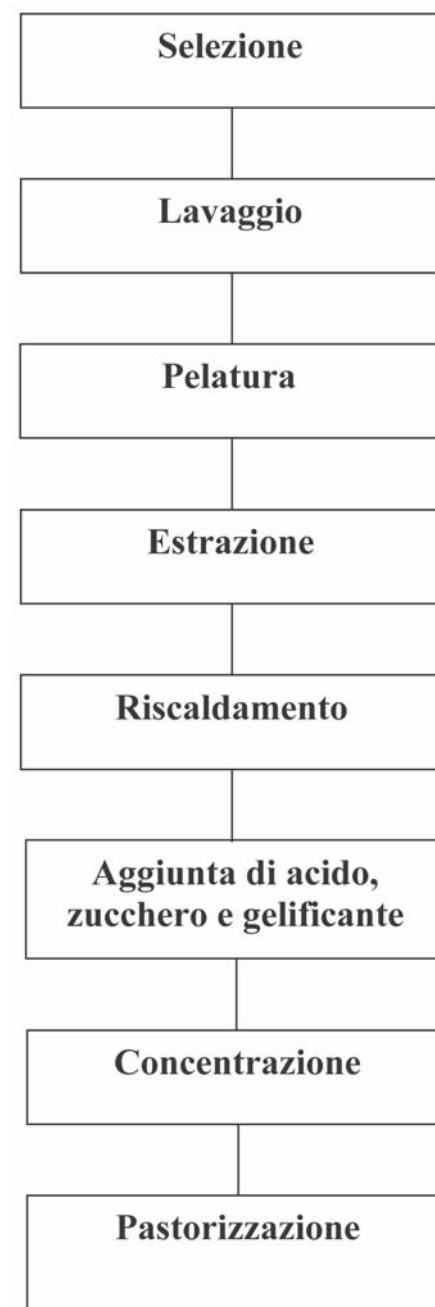 Selezione
Lavaggio
Pelatura
Estrazione
Riscaldamento
Aggiunta di acido,
zucchero e gelificante
Concentrazione
Pastorizzazione